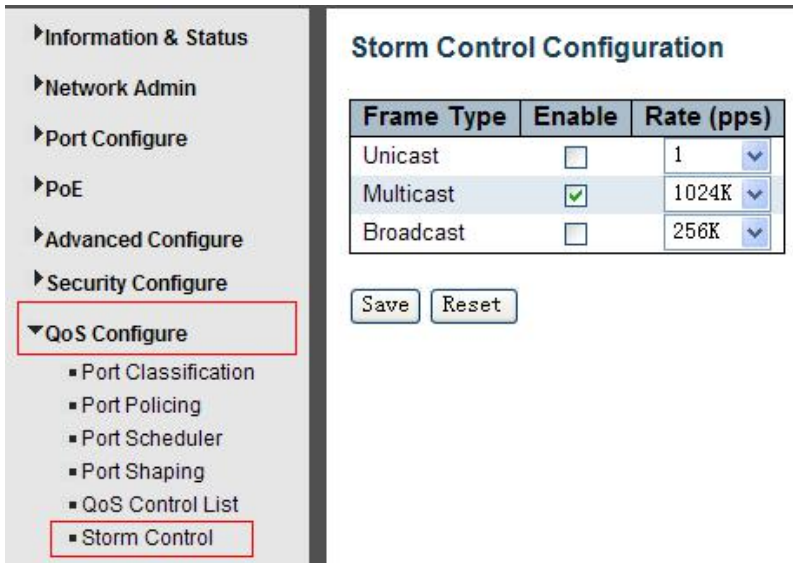 Information & Status
Network Admin
Port Configure
PoE
Advanced Configure
Security Configure
QoS Configure
Port Classification
Port Policing
Port Scheduler
Port Shaping
QoS Control List
Storm Control
Storm Control Configuration
Frame Type Enable Rate (pps)
Unicast 1
Multicast 1024K
Broadcast 256K
Save Reset